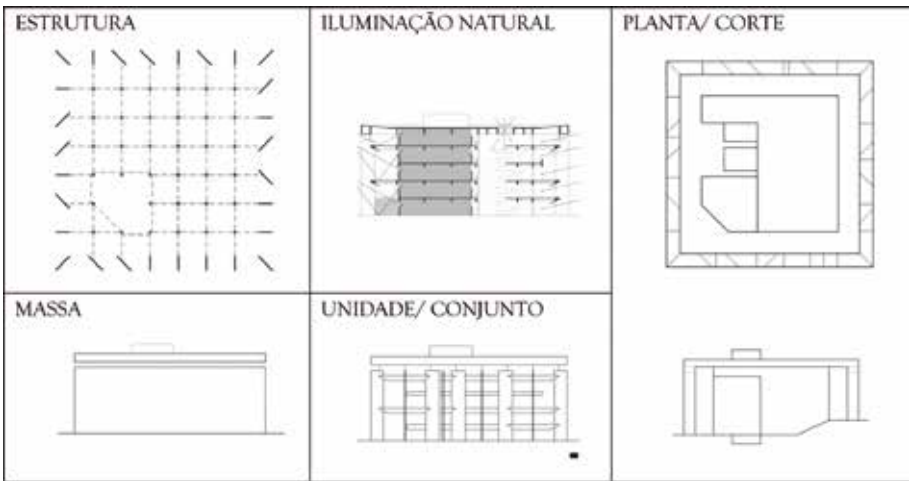 ESTRUTURA
ILUMINAÇÃO NATURAL
PLANTA/ CORTE
MASSA
UNIDADE/ CONJUNTO